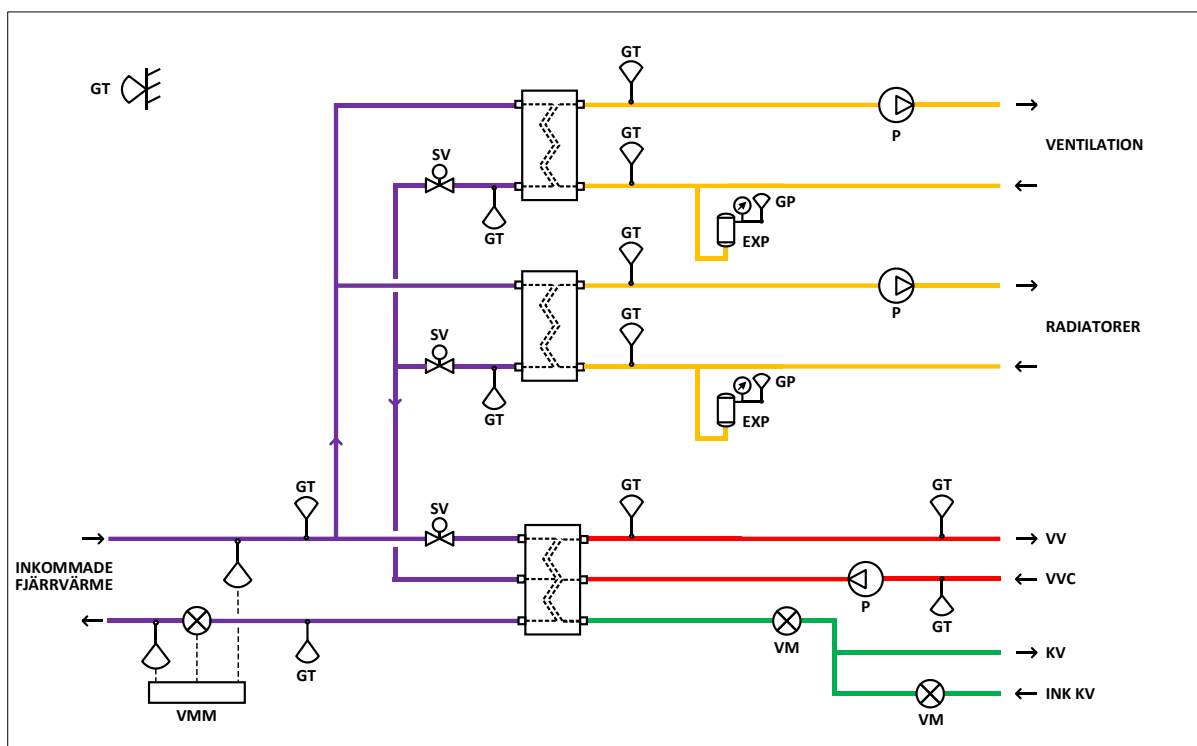 GT
GT
P
VENTILATION
GT
SV
GT
GP
EXP
GT
P
RADIATORER
GT
SV
GT
GP
EXP
GT
SV
GT
GT
VV
INKOMMADE
FJÄRRVÄRME
VVC
P
GT
GT
VM
KV
VMM
VM
INK KV